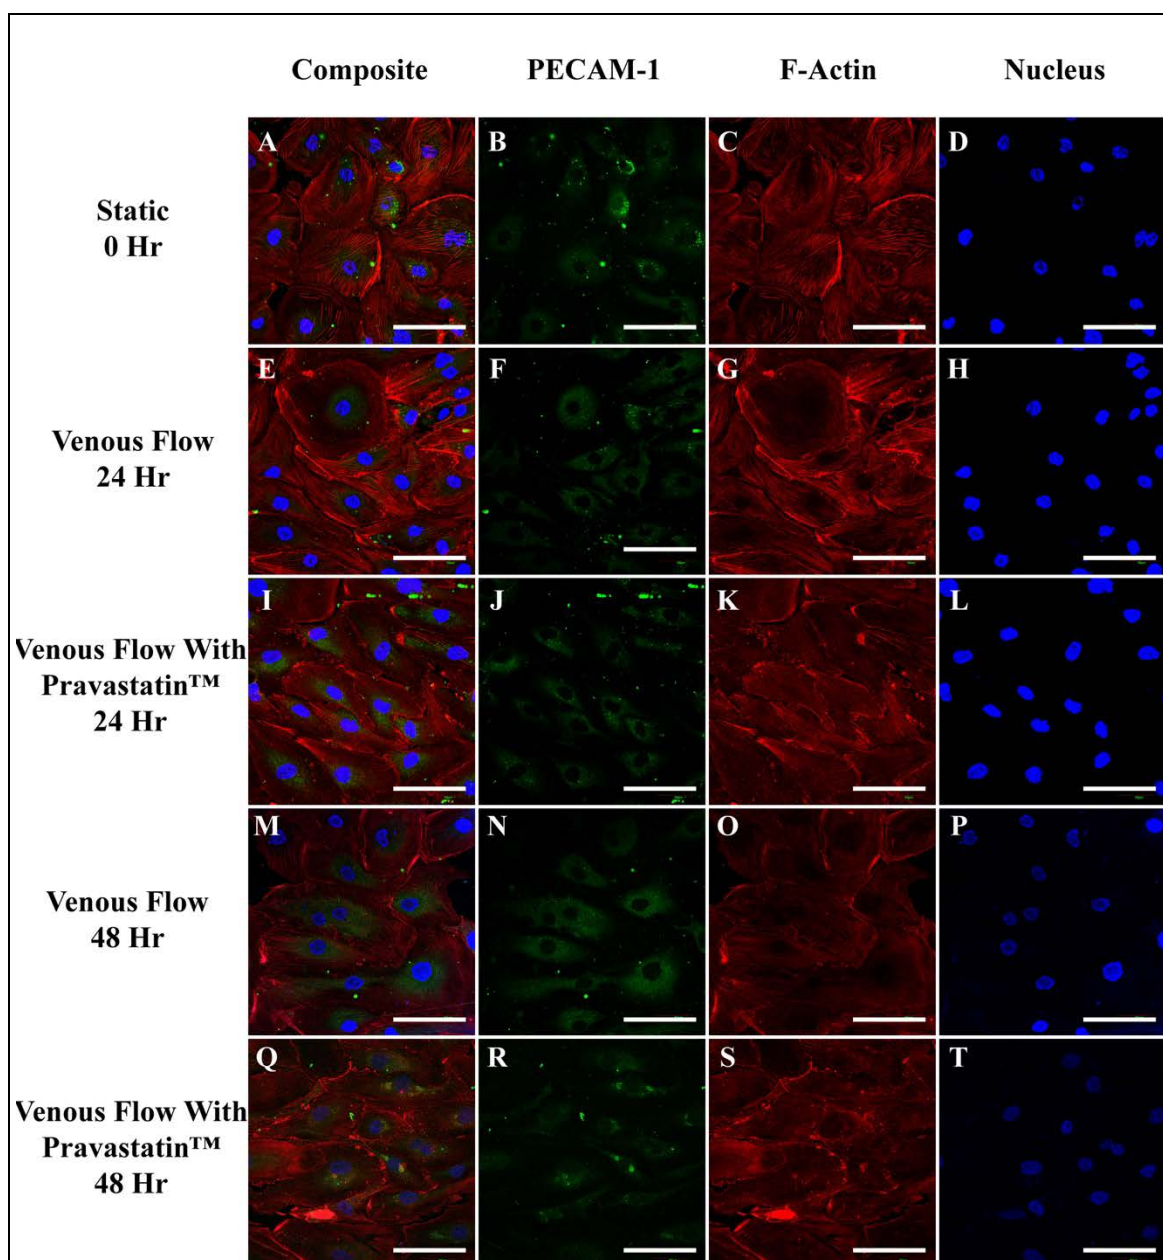 Composite PECAM-1 F-Actin Nucleus
A B C D
Static
0 Hr
E F G H
Venous Flow
24 Hr
I J K L
Venous Flow With
Pravastatin™
24 Hr
M N O P
Venous Flow
48 Hr
Q R S T
Venous Flow With
Pravastatin™
48 Hr